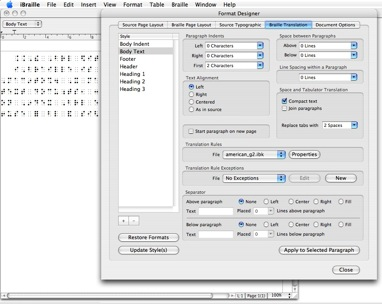 iBraille File Edit Insert View Format Braille Translation Window Help
Body Text
Format Designer
Source Page Layout Braille Page Layout Source Typographic Braille Translation Document Options
Style
Body Indent
Body Text
Footer
Header
Heading 1
Heading 2
Heading 3
+ -
Restore Formats
Update Style(s)
Paragraph Indents
Left 0 Characters
Right 0 Characters
First 2 Characters
Text Alignment
Left
Right
Centered
As in source
Start paragraph on new page
Space between Paragraphs
Above 0 Lines
Below 0 Lines
Line Spacing within a Paragraph
0 Lines
Space and Tabulator Translation
Compact text
Join paragraphs
Replace tabs with 2 Spaces
Translation Rules
File american_g2.ibk Properties
Translation Rule Exceptions
File No Exceptions Edit New
Separator
Above paragraph None Left Center Right Fill
Text Placed 0 Lines above paragraph
Below paragraph None Left Center Right Fill
Text Placed 0 Lines below paragraph
Apply to Selected Paragraph
Close
1/1 Page 1(1) 100%